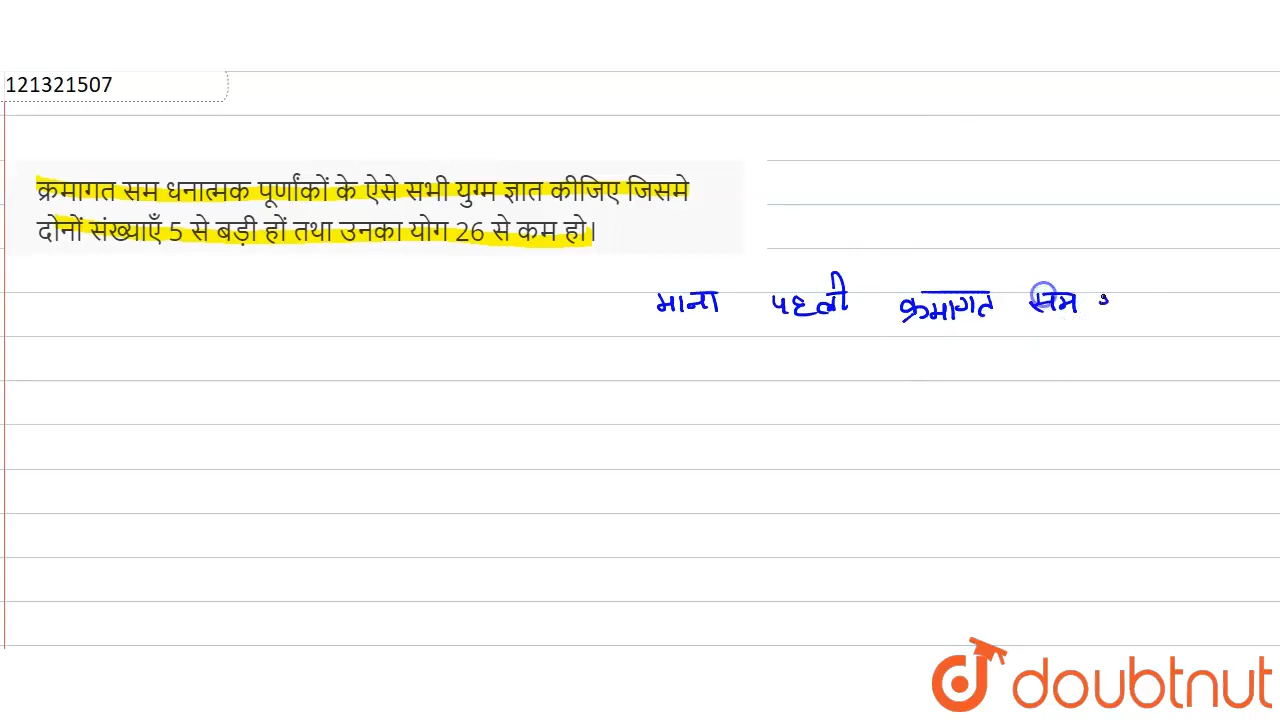 121321507
क्रमागत सम धनात्मक पूर्णांकों के ऐसे सभी युग्म ज्ञात कीजिए जिसमे
दोनों संख्याएँ 5 से बड़ी हों तथा उनका योग 26 से कम हो।
माना पहली क्रमागत सम
doubtnut